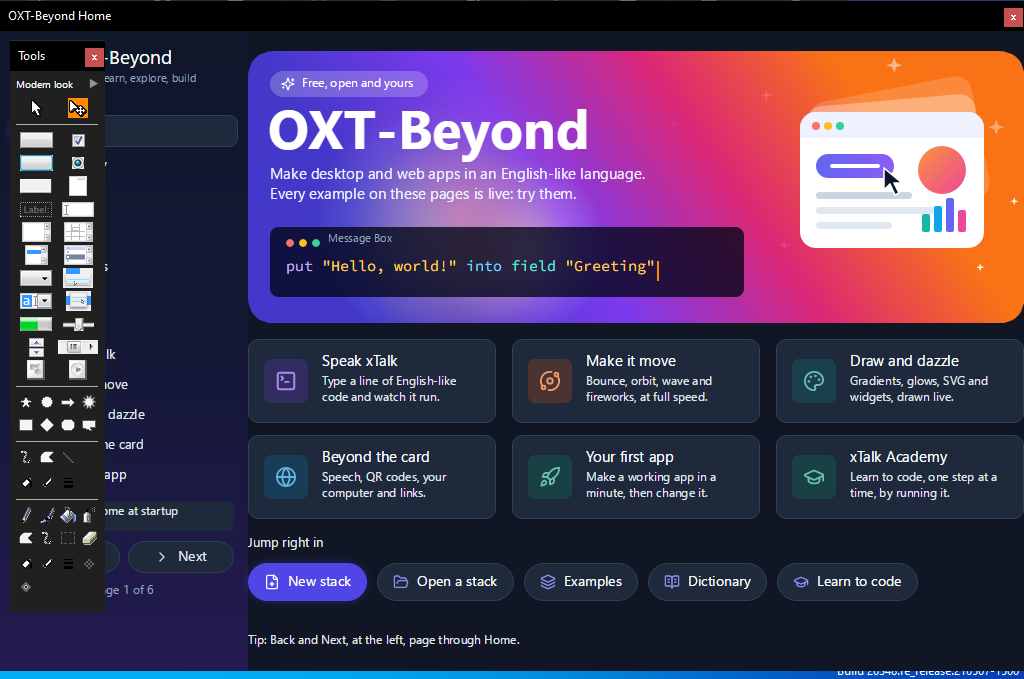 OXT-Beyond Home
x
Tools
x
Modern look
Label:
-Beyond
earn, explore, build
lk
ove
dazzle
e card
app
ome at startup
Next
ge 1 of 6
Free, open and yours
OXT-Beyond
Make desktop and web apps in an English-like language.
Every example on these pages is live: try them.
Message Box
put "Hello, world!" into field "Greeting"
Speak xTalk
Type a line of English-like
code and watch it run.
Make it move
Bounce, orbit, wave and
fireworks, at full speed.
Draw and dazzle
Gradients, glows, SVG and
widgets, drawn live.
Beyond the card
Speech, QR codes, your
computer and links.
Your first app
Make a working app in a
minute, then change it.
xTalk Academy
Learn to code, one step at a
time, by running it.
Jump right in
New stack
Open a stack
Examples
Dictionary
Learn to code
Tip: Back and Next, at the left, page through Home.